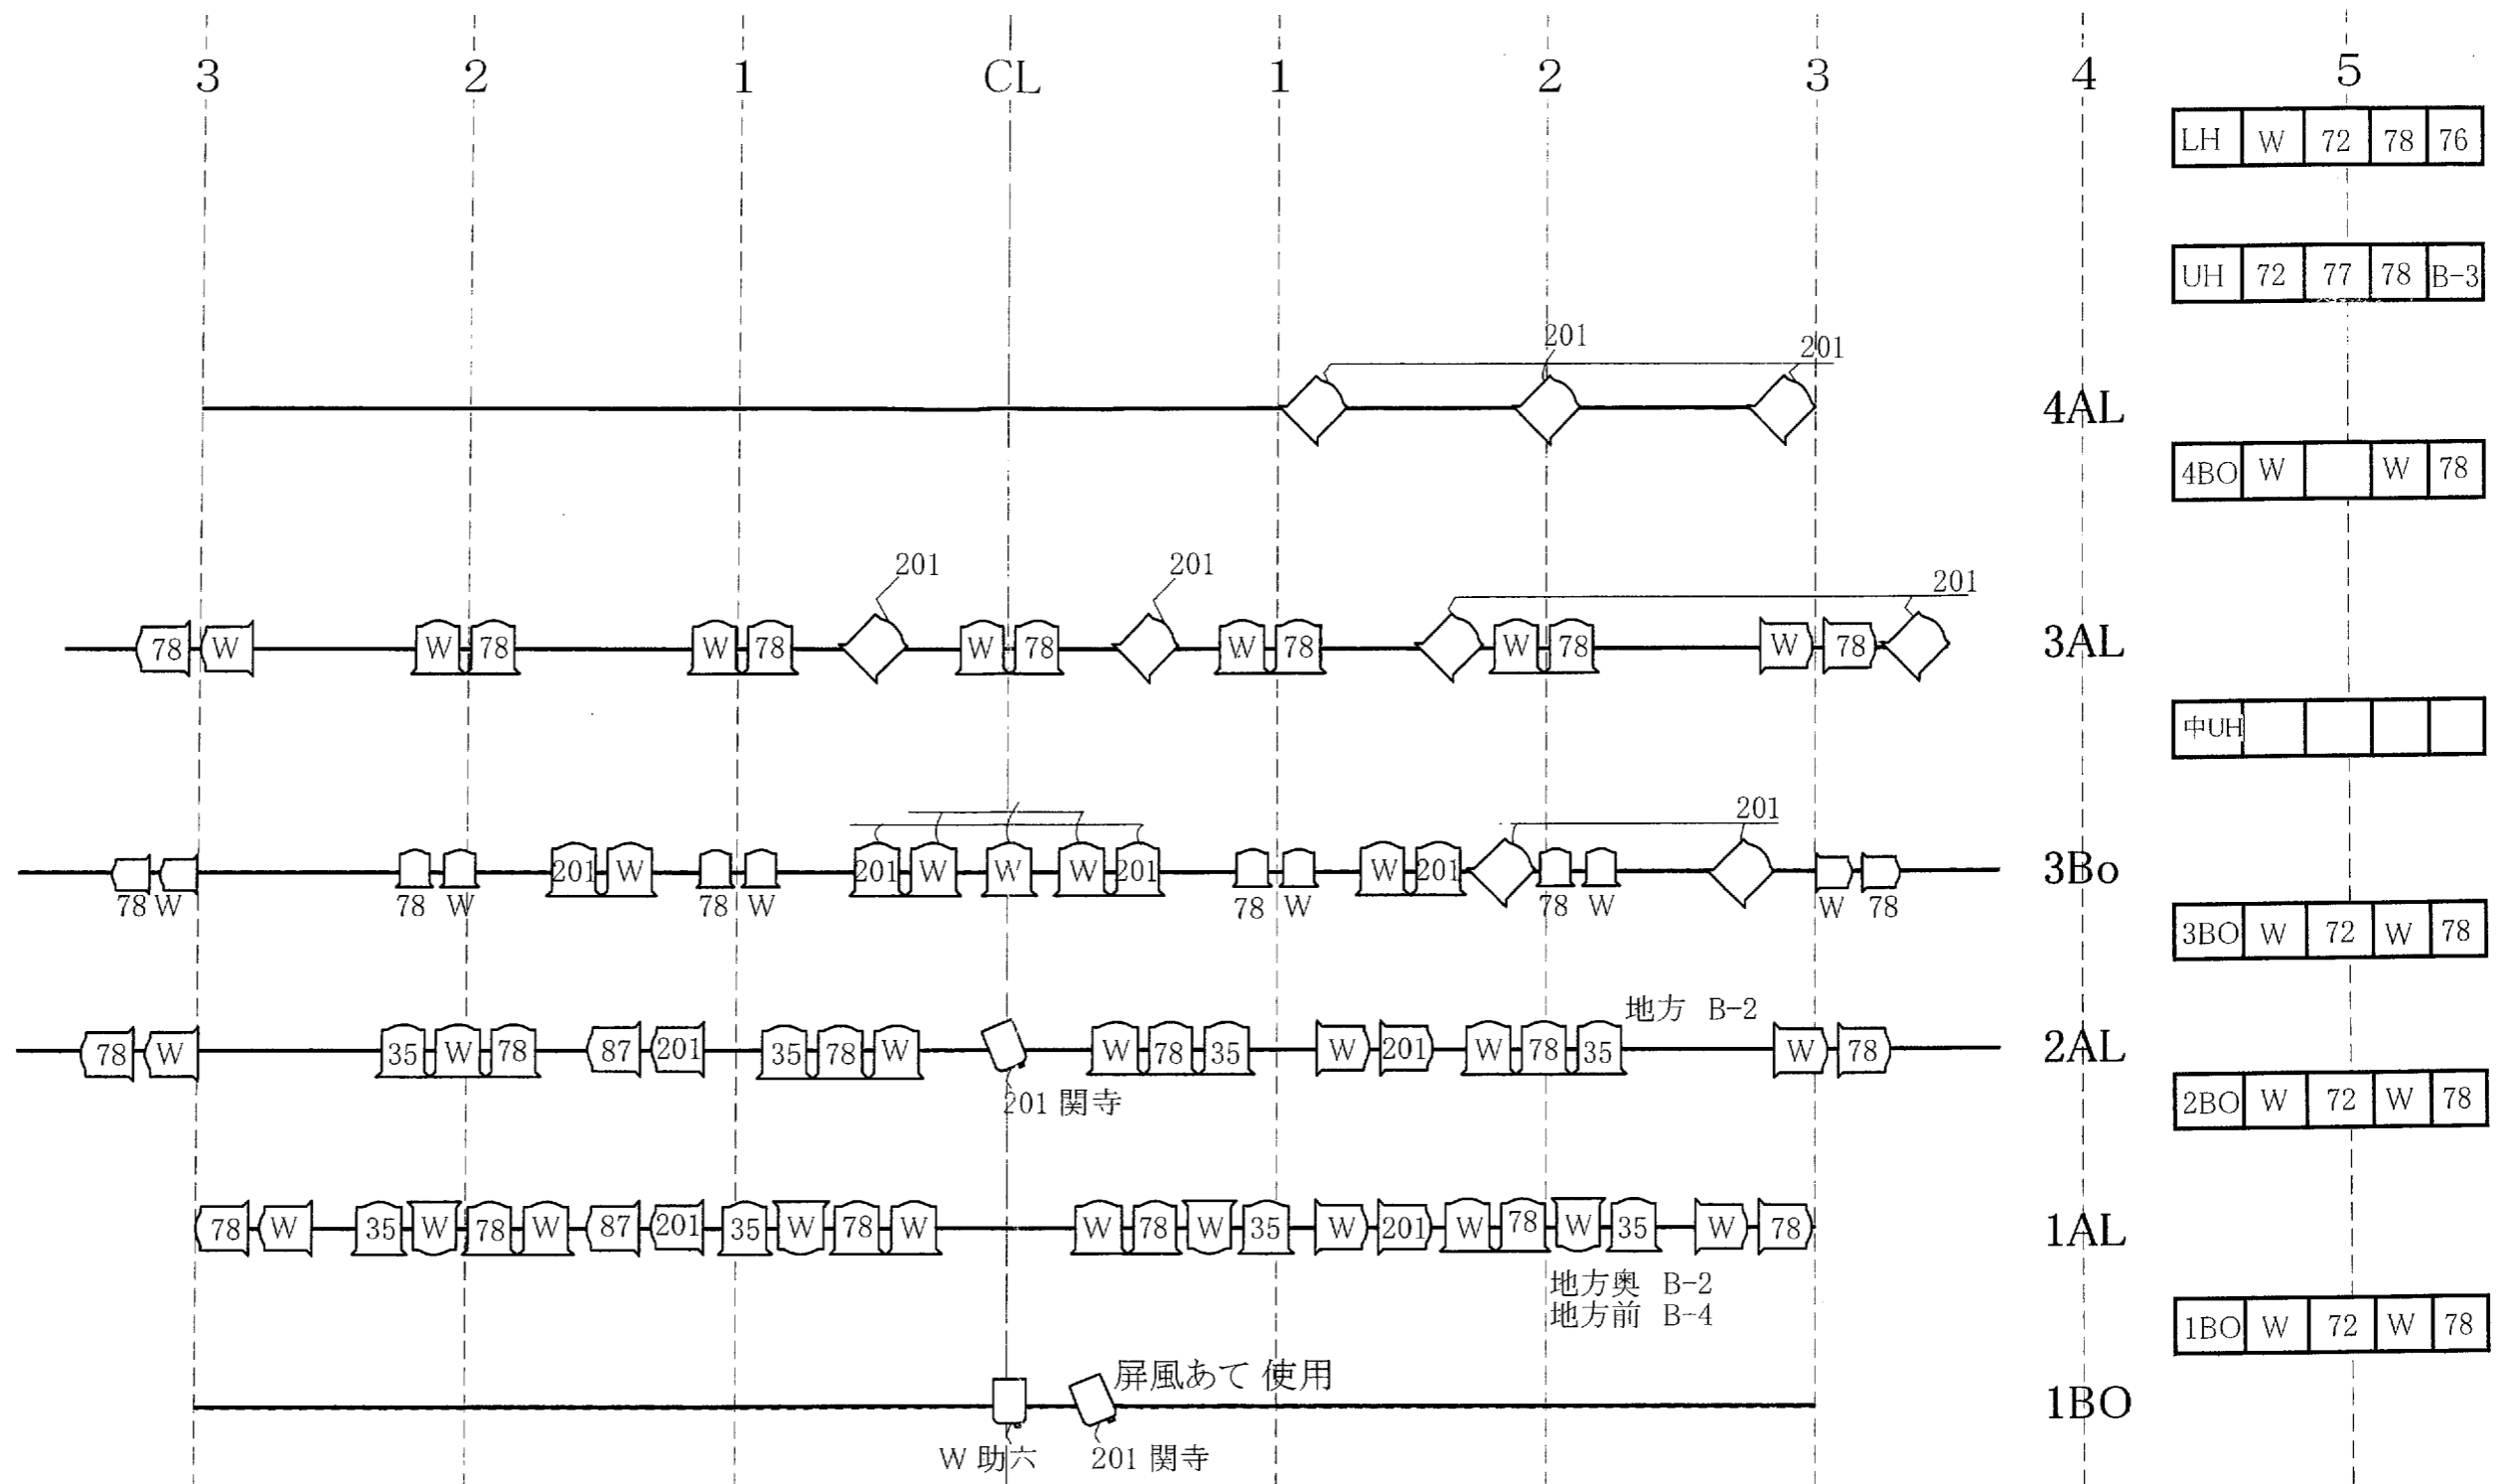 3 2 1 CL 1 2 3 4 5
LH W 72 78 76
UH 72 77 78 B-3
201
201
4AL
4BO W W 78
201 201 201
78 W W 78 W 78 W 78 W 78 W 78 W 78
3AL
中UH
201
201 W 201 W W W 201 W 201
3Bo
78 W 78 W 78 W 78 W 78 W W 78
3BO W 72 W 78
地方 B-2
78 W 35 W 78 87 201 35 78 W W 78 35 W 201 W 78 35 W 78
2AL
201 関寺
2BO W 72 W 78
78 W 35 W 78 W 87 201 35 W 78 W W 78 W 35 W 201 W 78 W 35 W 78
1AL
地方奥 B-2
地方前 B-4
1BO W 72 W 78
屏風あて 使用
1BO
W 助六 201 関寺